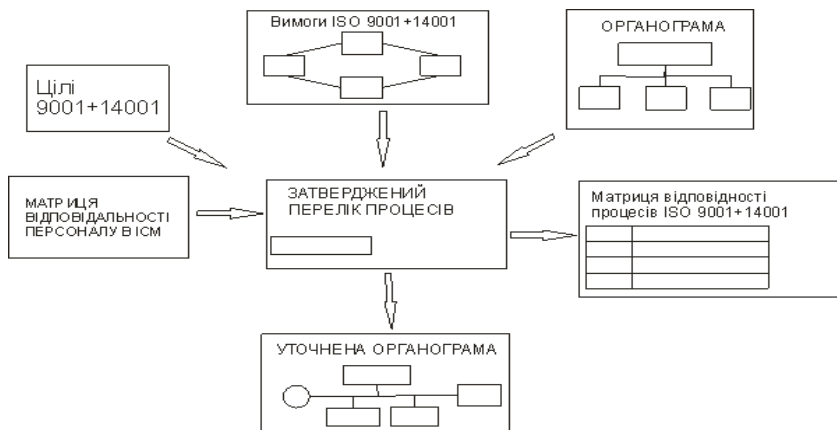 Вимоги ISO 9001+14001
ОРГАНОГРАМА
Цілі
9001+14001
МАТРИЦЯ
ВІДПОВІДАЛЬНОСТІ
ПЕРСОНАЛУ В ІСМ
ЗАТВЕРДЖЕНИЙ
ПЕРЕЛІК ПРОЦЕСІВ
Матриця відповідності
процесів ISO 9001+14001
УТОЧНЕНА ОРГАНОГРАМА